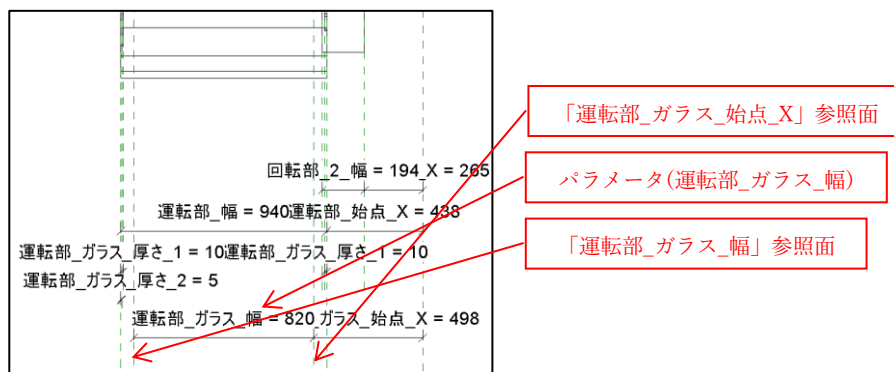 回転部_2_幅 = 194_X = 265
運転部_幅 = 940運転部_始点_X = 438
運転部_ガラス_厚さ_1 = 10運転部_ガラス_厚さ_1 = 10
運転部_ガラス_厚さ_2 = 5
運転部_ガラス_幅 = 820_ガラス_始点_X = 498
「運転部_ガラス_始点_X」参照面
パラメータ(運転部_ガラス_幅)
「運転部_ガラス_幅」参照面